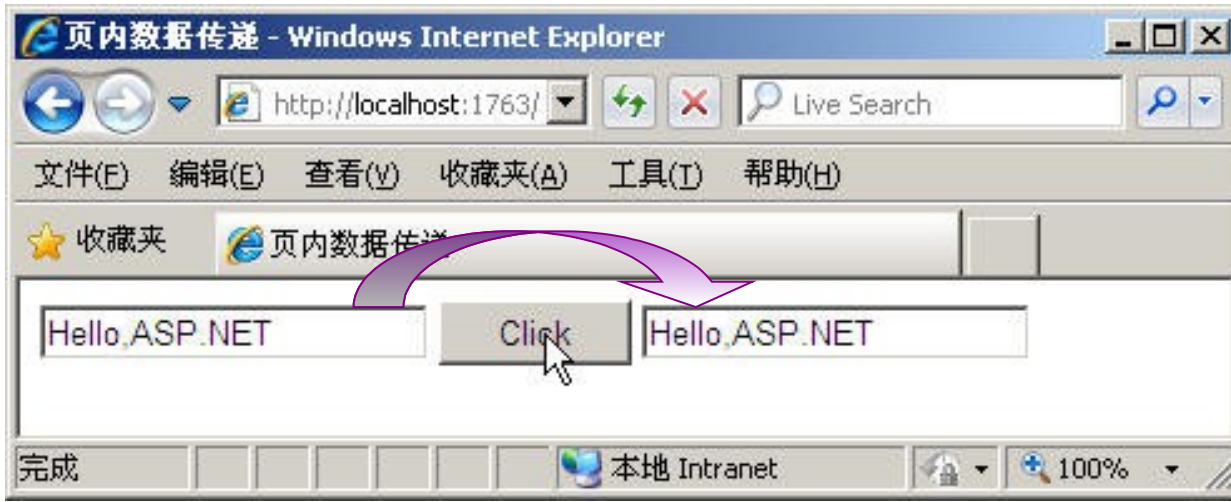 页内数据传递 - Windows Internet Explorer
http://localhost:1763/ Live Search
文件(F) 编辑(E) 查看(V) 收藏夹(A) 工具(T) 帮助(H)
收藏夹 页内数据传递
Hello,ASP.NET Click Hello,ASP.NET
完成 本地 Intranet 100%